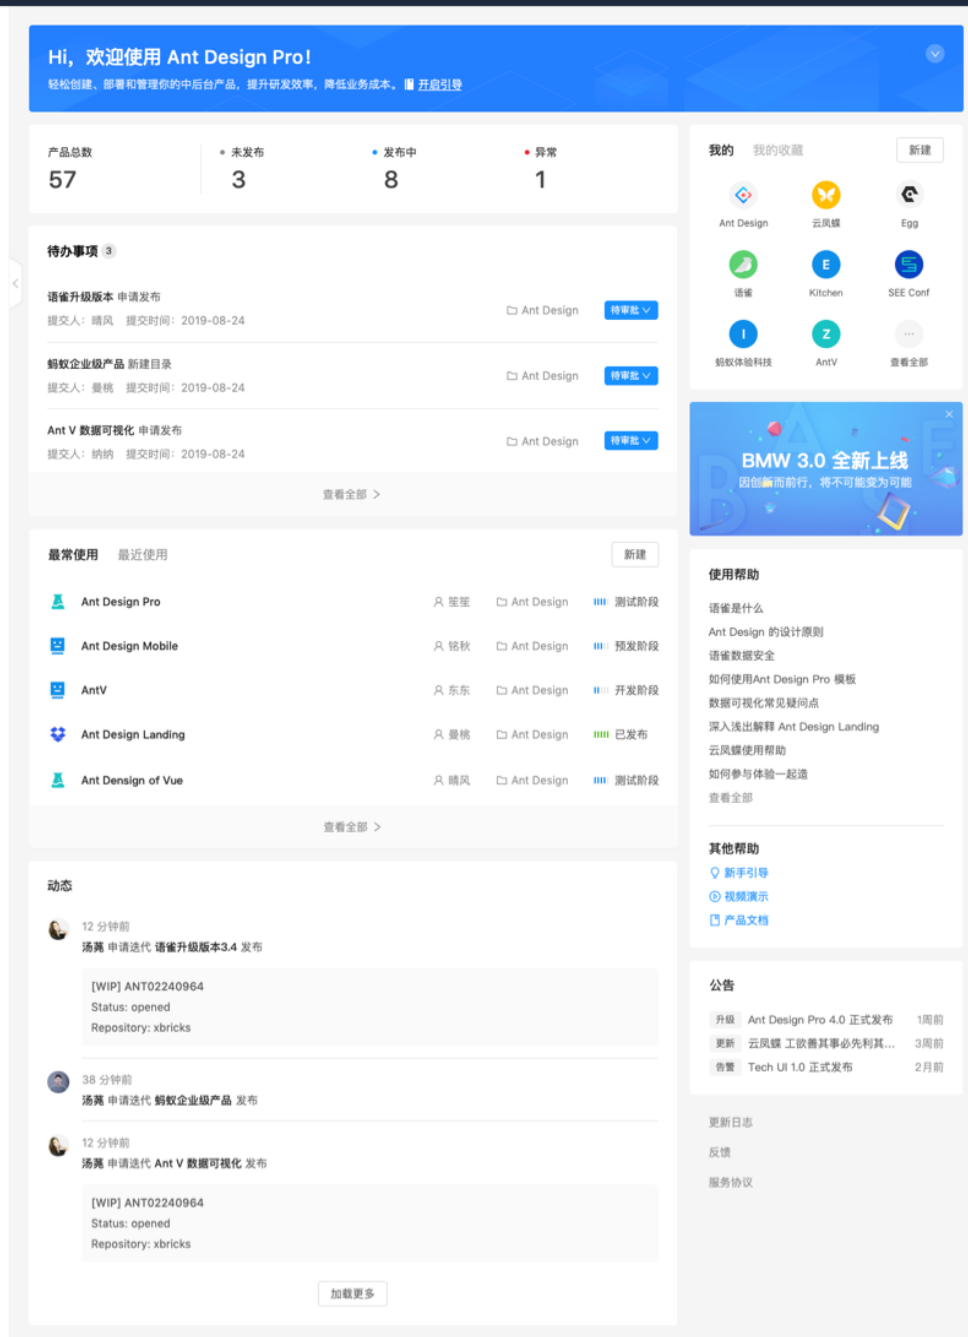 Hi，欢迎使用 Ant Design Pro！
轻松创建、部署和管理你的中后台产品，提升研发效率，降低业务成本。 开启引导
产品总数
57
未发布
3
发布中
8
异常
1
待办事项 3
语雀升级版本 申请发布
提交人：晴风 提交时间：2019-08-24
Ant Design
待审批
蚂蚁企业级产品 新建目录
提交人：曼桃 提交时间：2019-08-24
Ant Design
待审批
Ant V 数据可视化 申请发布
提交人：纳纳 提交时间：2019-08-24
Ant Design
待审批
查看全部 >
最常使用 最近使用 新建
Ant Design Pro 笙笙 Ant Design 测试阶段
Ant Design Mobile 铭秋 Ant Design 预发阶段
AntV 东东 Ant Design 开发阶段
Ant Design Landing 曼桃 Ant Design 已发布
Ant Densign of Vue 晴风 Ant Design 测试阶段
查看全部 >
动态
12 分钟前
汤蓠 申请迭代 语雀升级版本3.4 发布
[WIP] ANT02240964
Status: opened
Repository: xbricks
38 分钟前
汤蓠 申请迭代 蚂蚁企业级产品 发布
12 分钟前
汤蓠 申请迭代 Ant V 数据可视化 发布
[WIP] ANT02240964
Status: opened
Repository: xbricks
加载更多
我的 我的收藏 新建
Ant Design 云凤蝶 Egg
E
语雀 Kitchen SEE Conf
I Z ...
蚂蚁体验科技 AntV 查看全部
BMW 3.0 全新上线
因创新而前行，将不可能变为可能
使用帮助
语雀是什么
Ant Design 的设计原则
语雀数据安全
如何使用Ant Design Pro 模板
数据可视化常见疑问点
深入浅出解释 Ant Design Landing
云凤蝶使用帮助
如何参与体验一起造
查看全部
其他帮助
新手引导
视频演示
产品文档
公告
升级 Ant Design Pro 4.0 正式发布 1周前
更新 云凤蝶 工欲善其事必先利其... 3周前
告警 Tech UI 1.0 正式发布 2月前
更新日志
反馈
服务协议